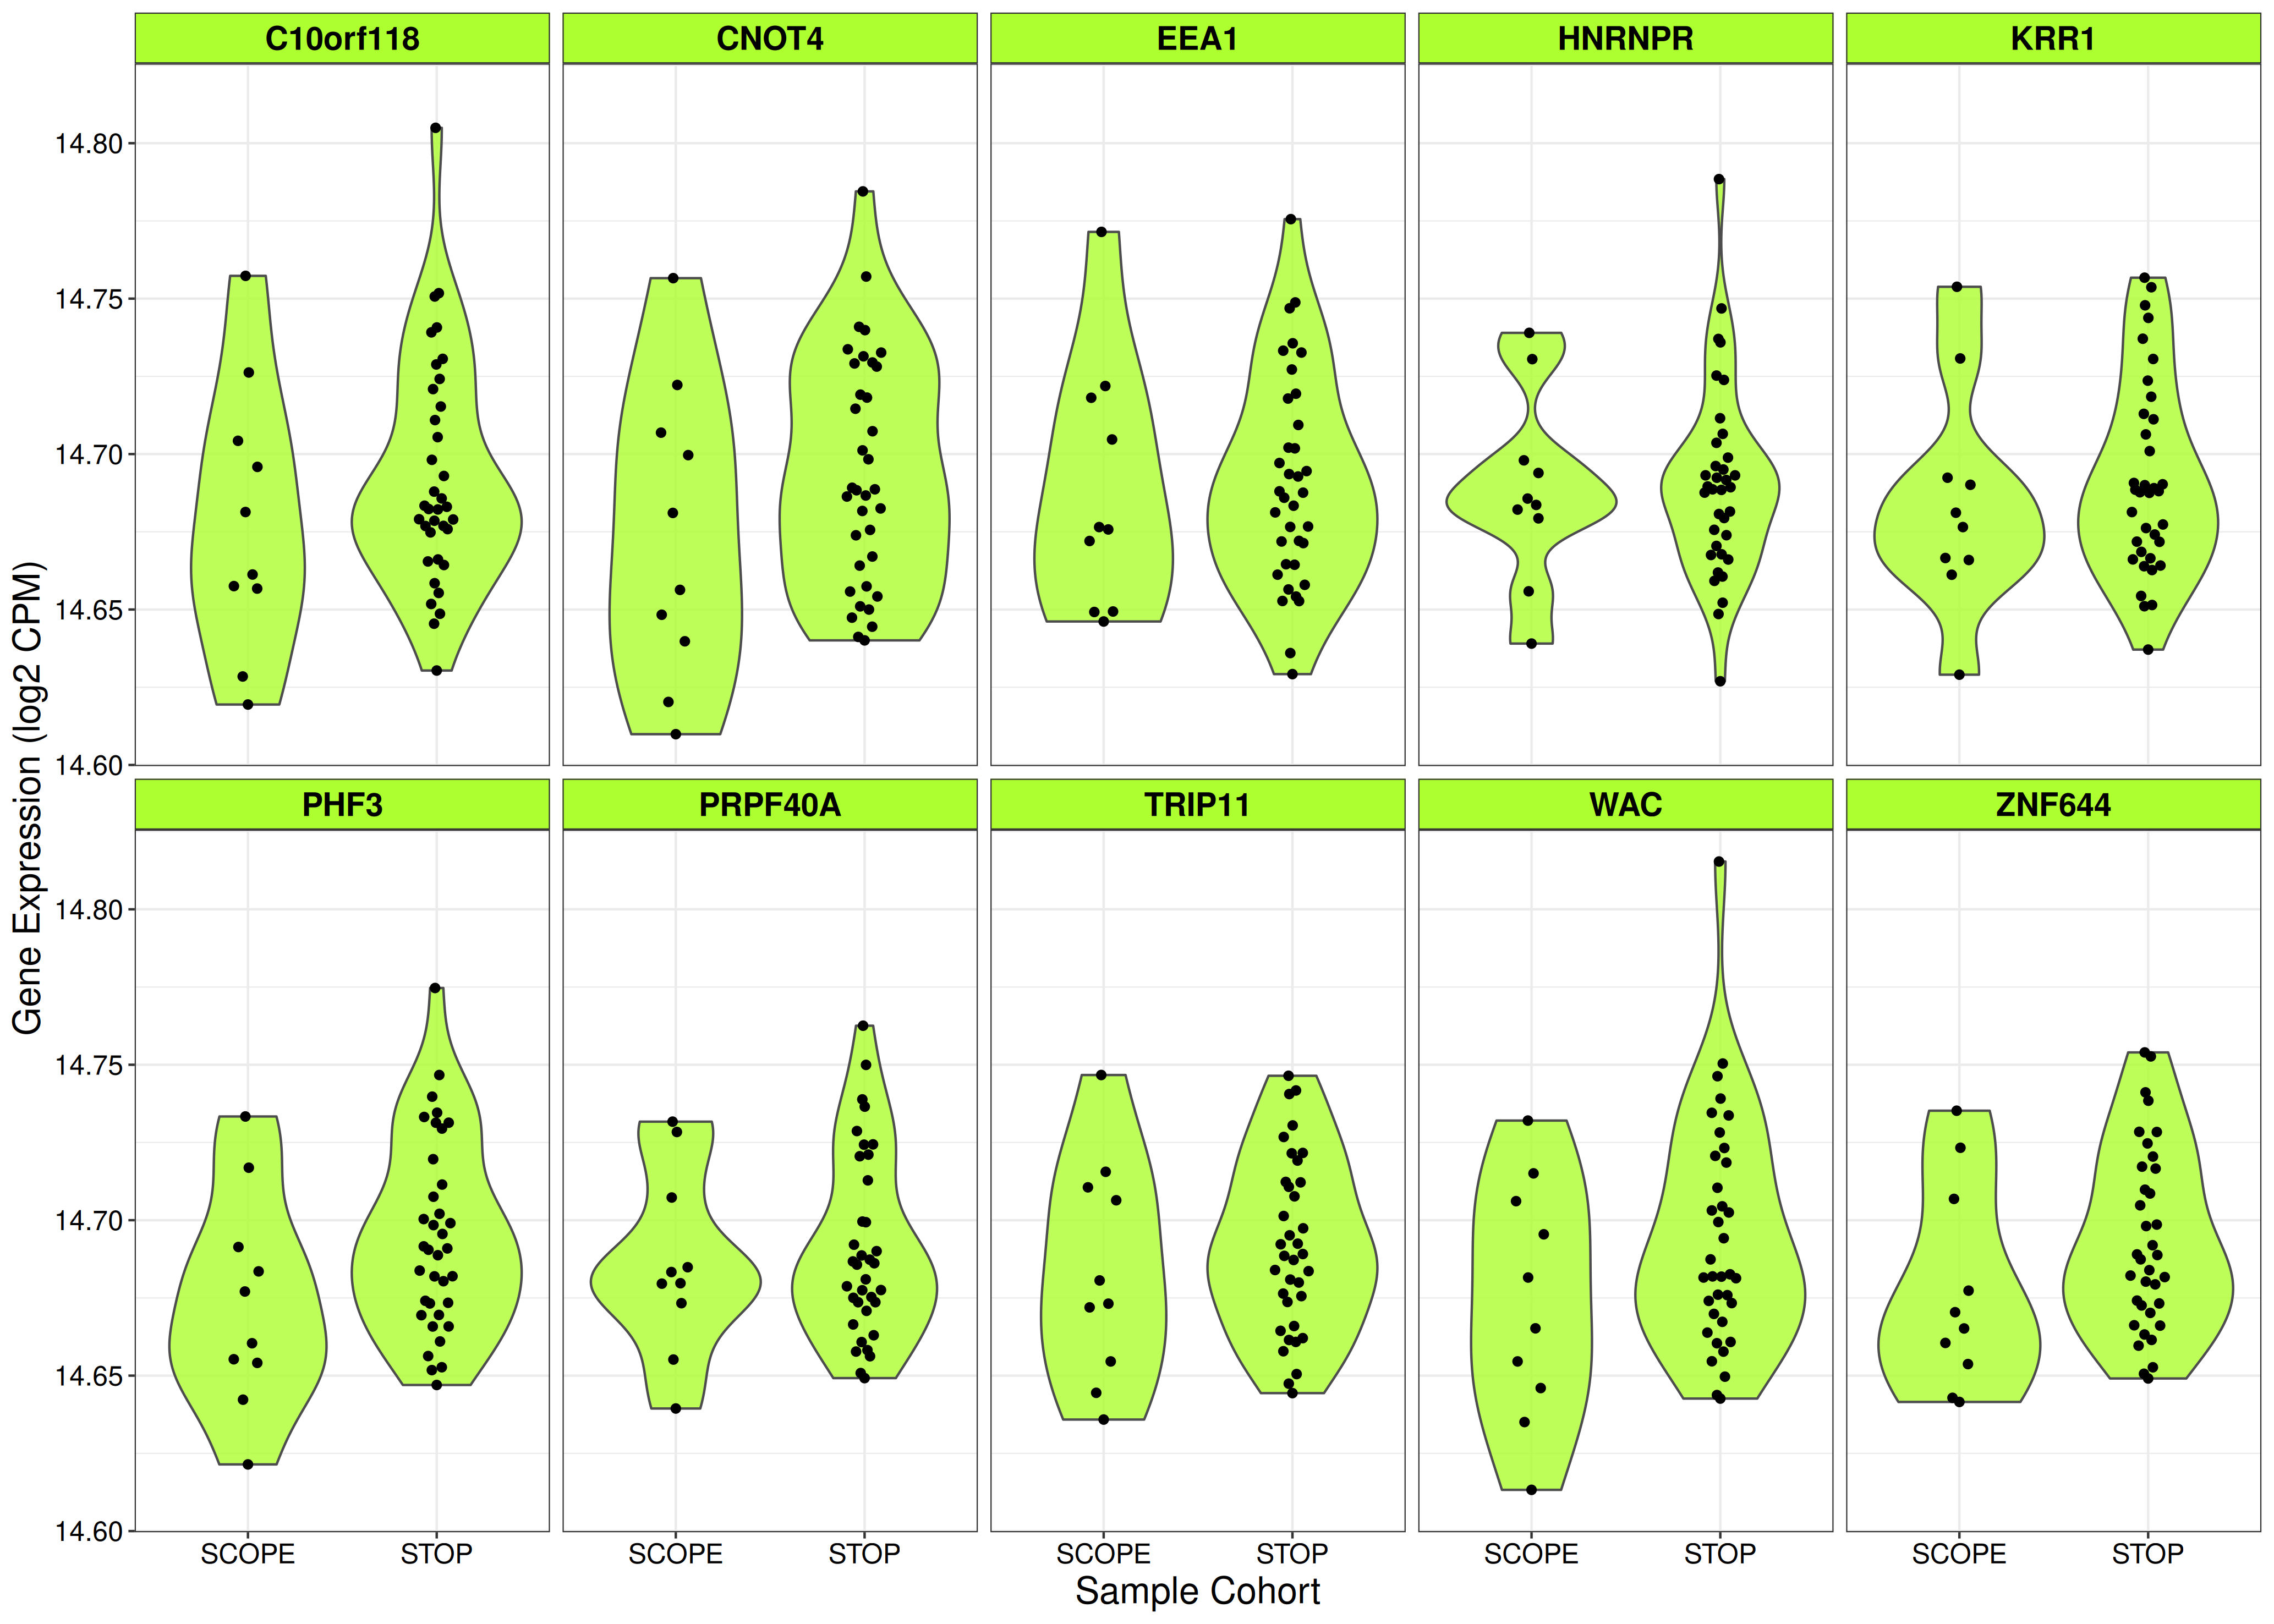 C10orf118 CNOT4 EEA1 HNRNPR KRR1
14.80
14.75
14.70
14.65
14.60
PHF3 PRPF40A TRIP11 WAC ZNF644
14.80
14.75
14.70
14.65
14.60
Gene Expression (log2 CPM)
SCOPE STOP SCOPE STOP SCOPE STOP SCOPE STOP SCOPE STOP
Sample Cohort